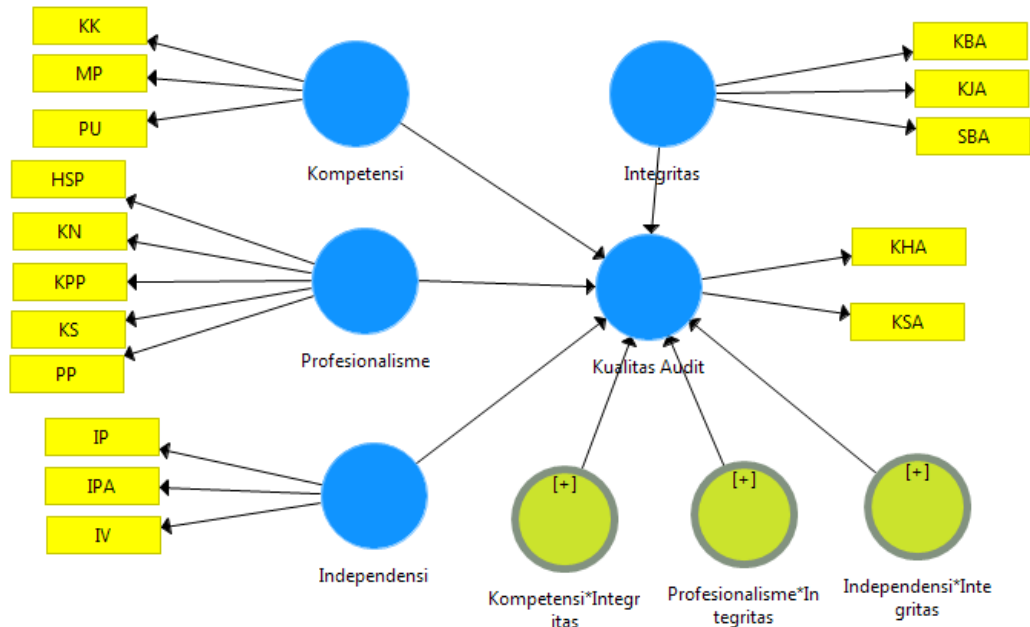 KK
MP
PU
Kompetensi
HSP
KN
KPP
KS
PP
Profesionalisme
IP
IPA
IV
Independensi
KBA
KJA
SBA
Integritas
KHA
KSA
Kualitas Audit
[+]
Kompetensi*Integr
itas
[+]
Profesionalisme*In
tegritas
[+]
Independensi*Inte
gritas